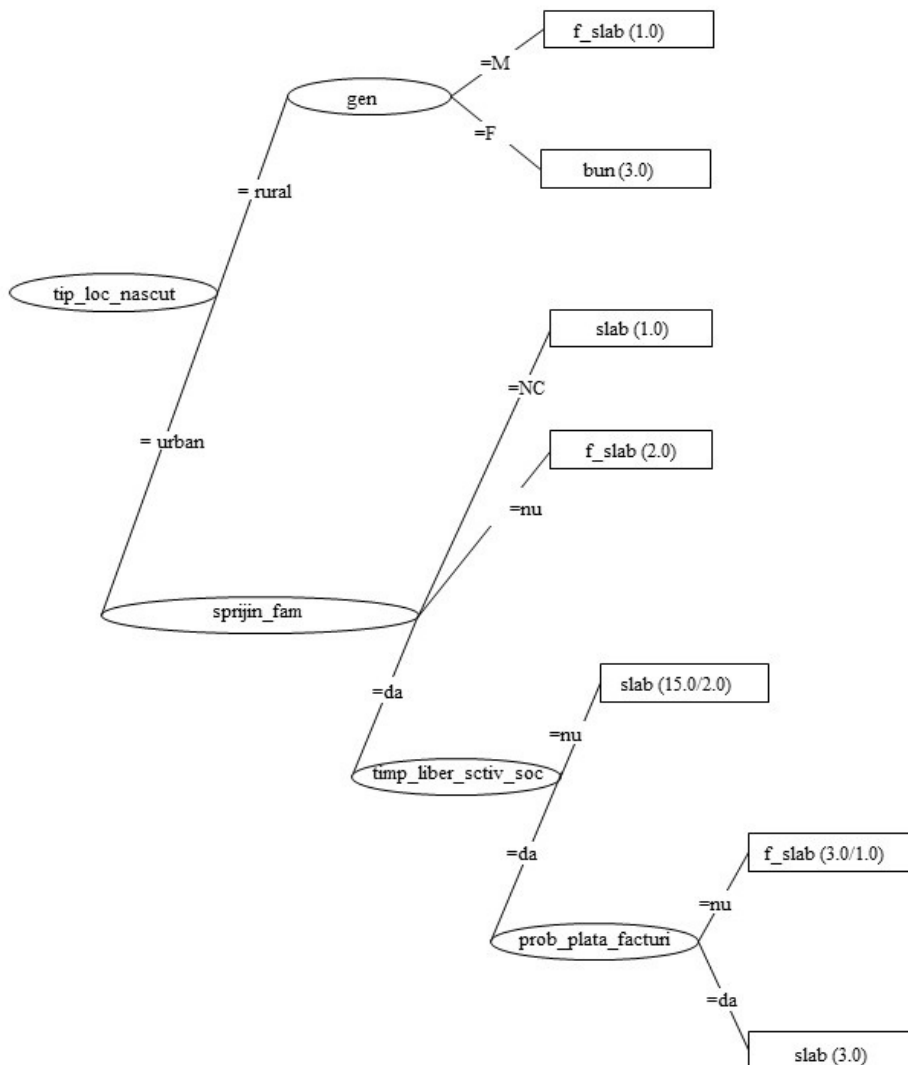 f_slab (1.0)
=M
gen
=F
bun (3.0)
= rural
tip_loc_nascut
slab (1.0)
=NC
= urban
f_slab (2.0)
=nu
sprijin_fam
slab (15.0/2.0)
=da
=nu
timp_liber_sctiv_soc
=da
f_slab (3.0/1.0)
=nu
prob_plata_facturi
=da
slab (3.0)